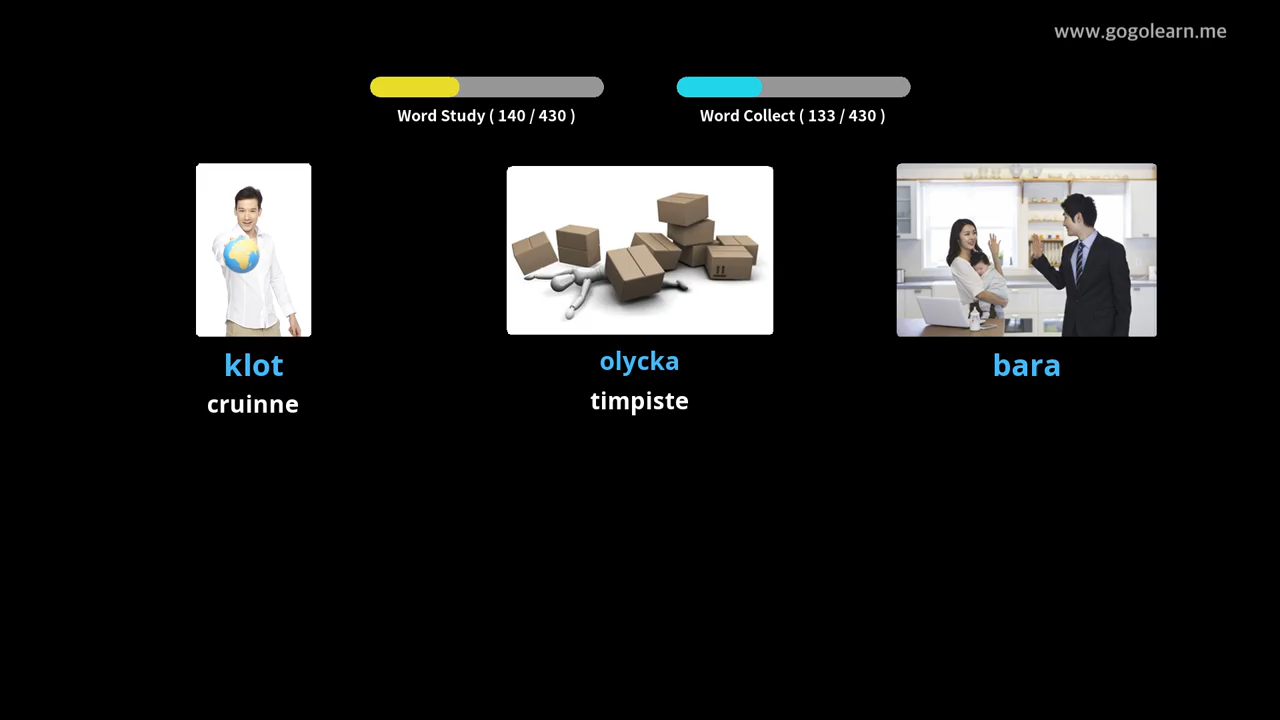 www.gogolearn.me
Word Study ( 140 / 430 )
Word Collect ( 133 / 430 )
klot
cruinne
olycka
timpiste
bara